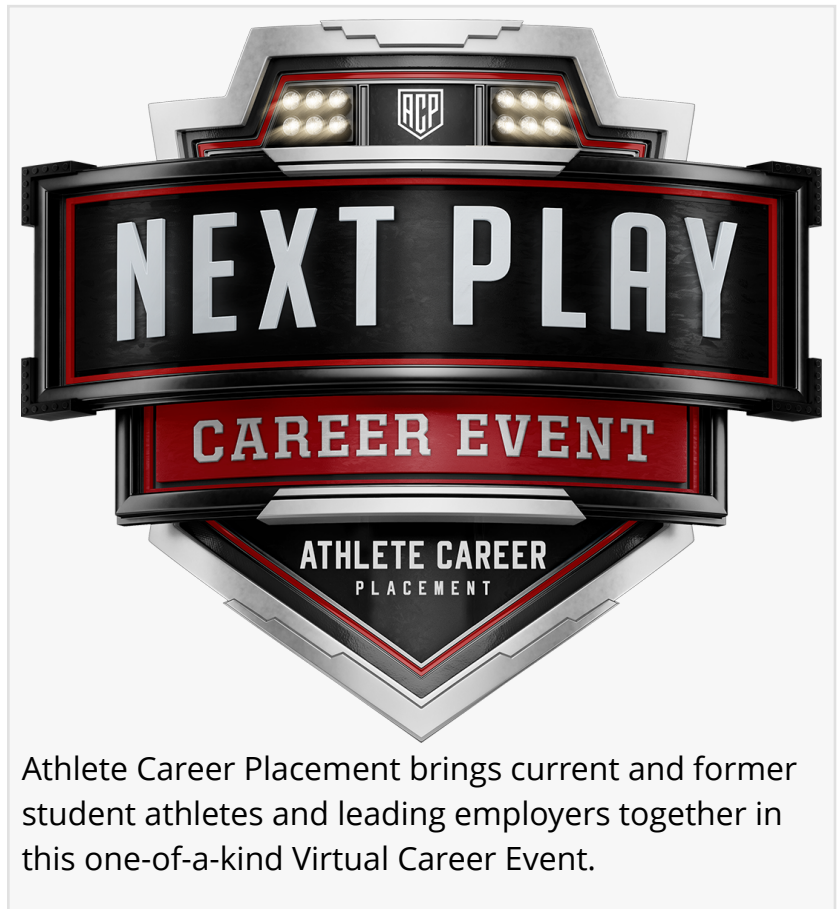 ACP
NEXT PLAY
CAREER EVENT
ATHLETE CAREER
PLACEMENT
Athlete Career Placement brings current and former
student athletes and leading employers together in
this one-of-a-kind Virtual Career Event.